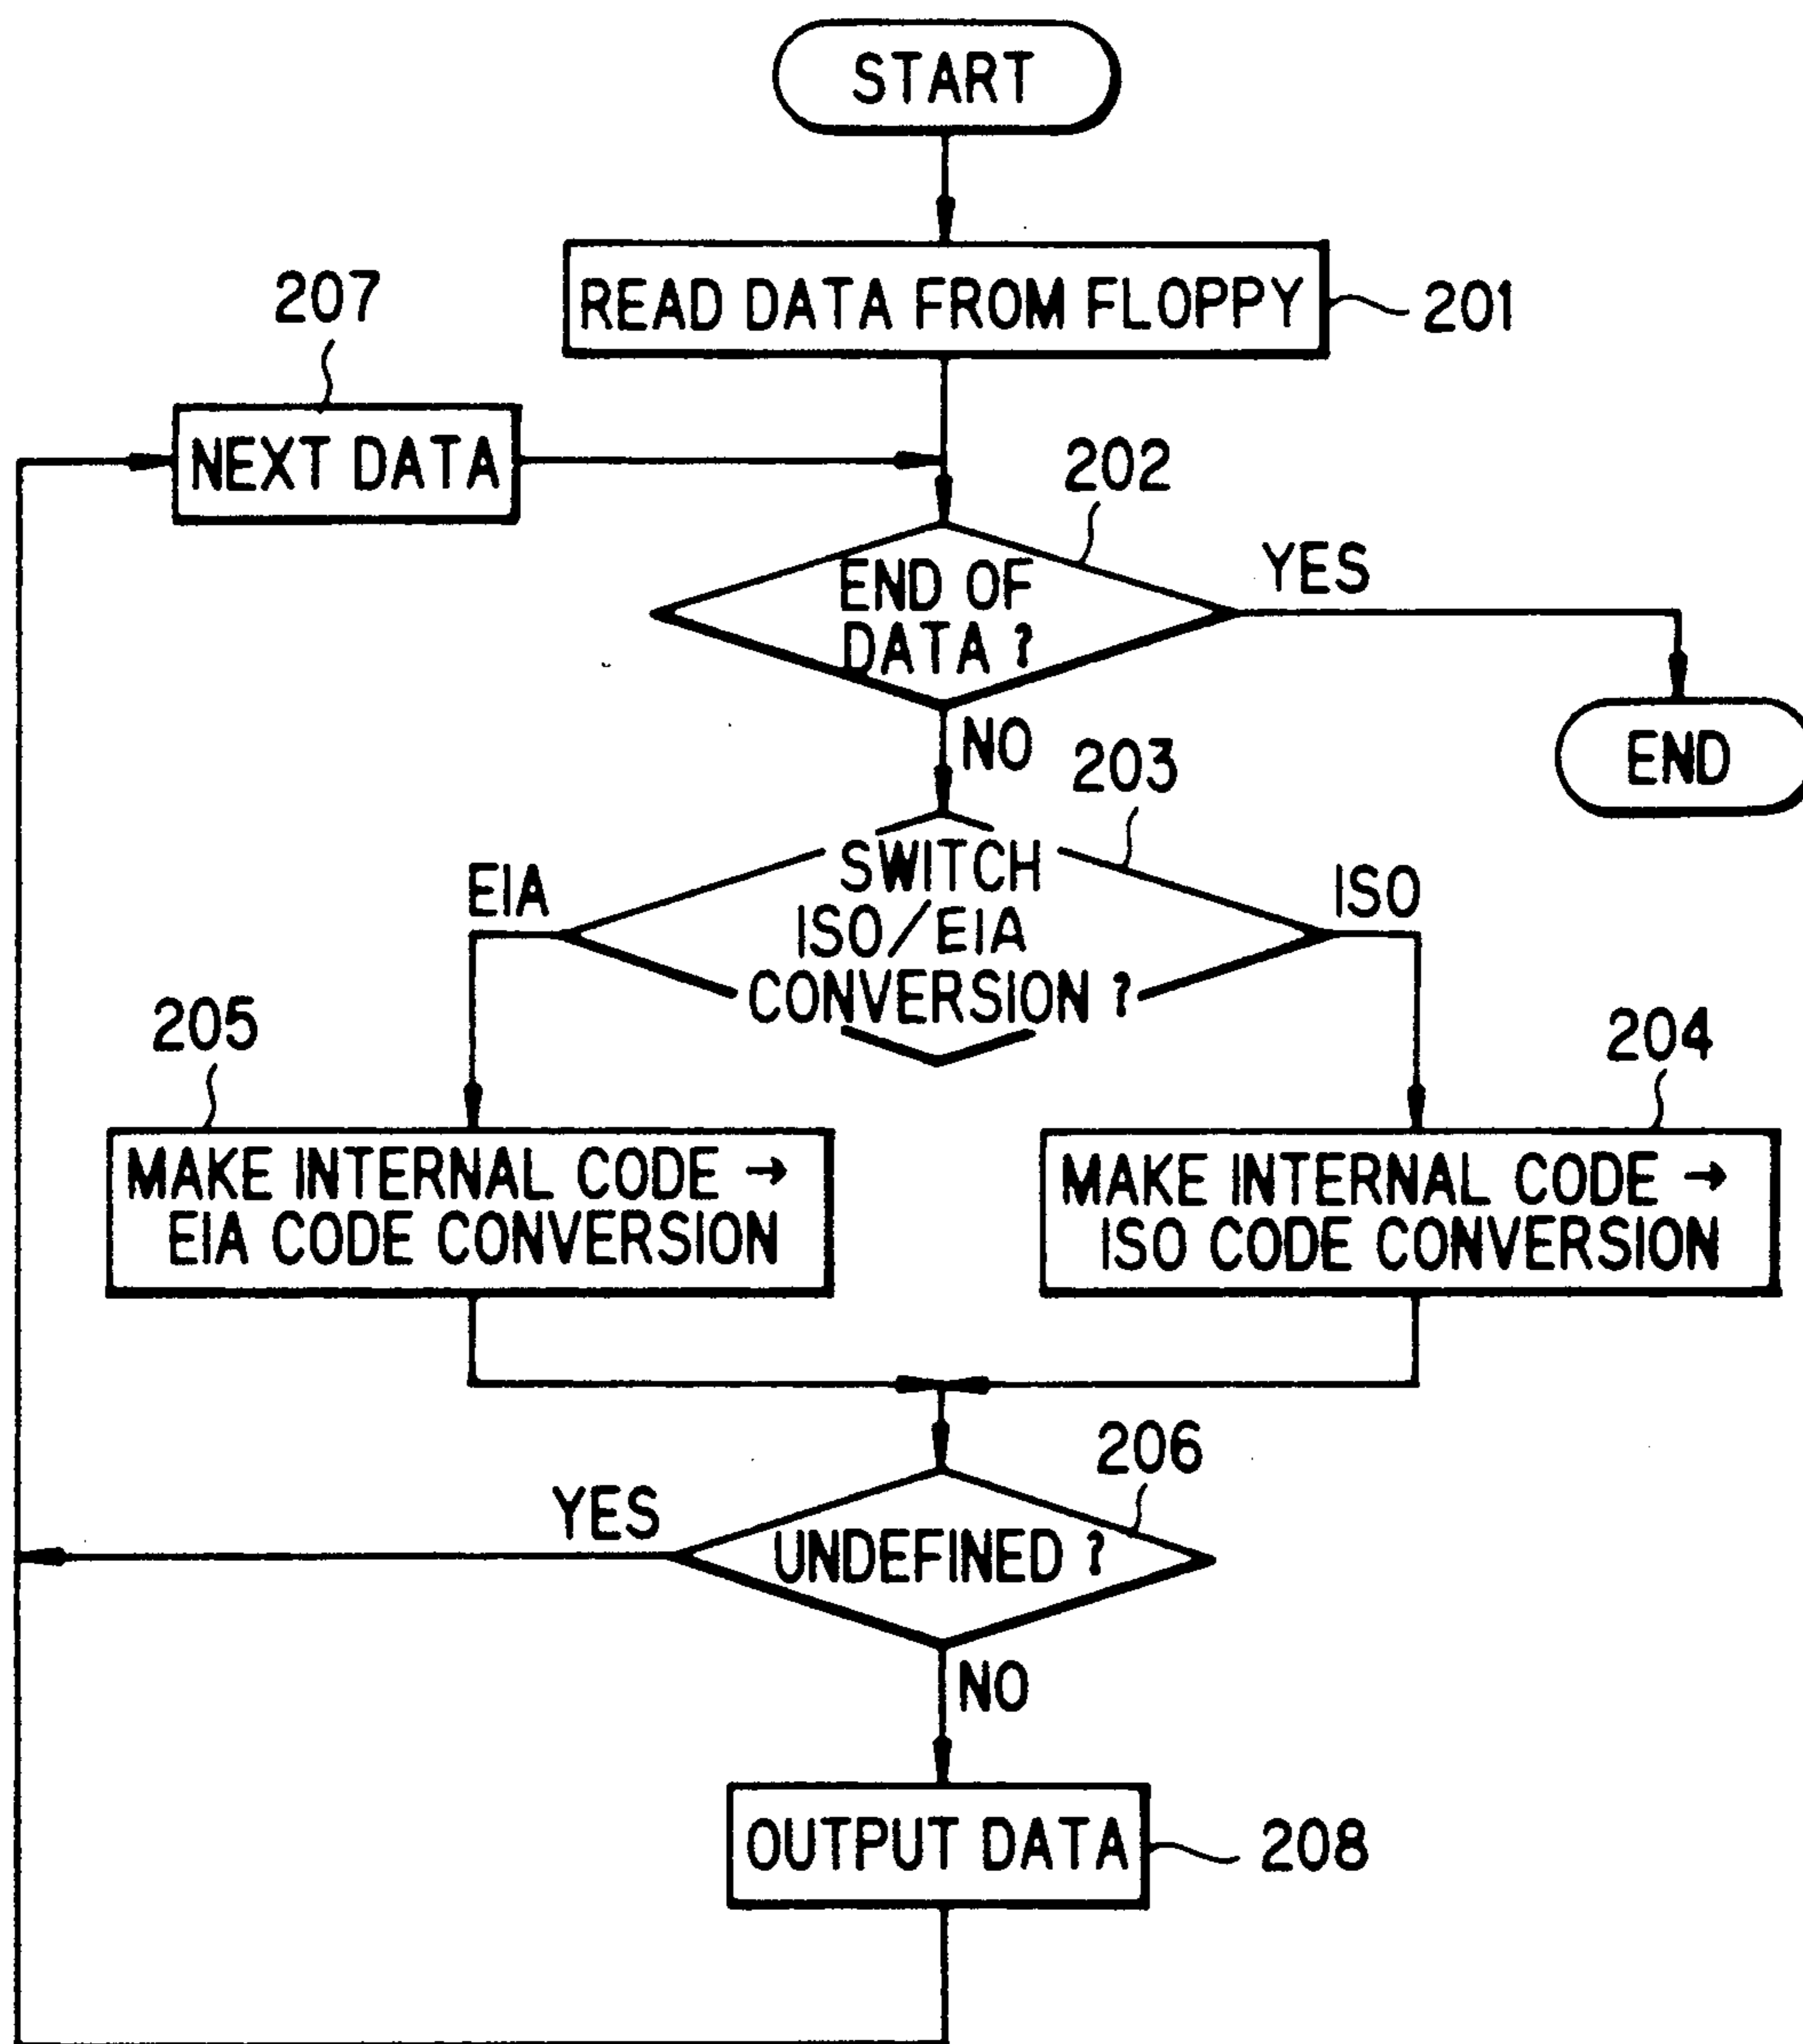 START
READ DATA FROM FLOPPY
201
207
NEXT DATA
202
END OF
DATA ?
YES
NO
END
203
SWITCH
ISO/EIA
CONVERSION ?
EIA
ISO
205
204
MAKE INTERNAL CODE →
EIA CODE CONVERSION
MAKE INTERNAL CODE →
ISO CODE CONVERSION
206
YES
UNDEFINED ?
NO
OUTPUT DATA
208